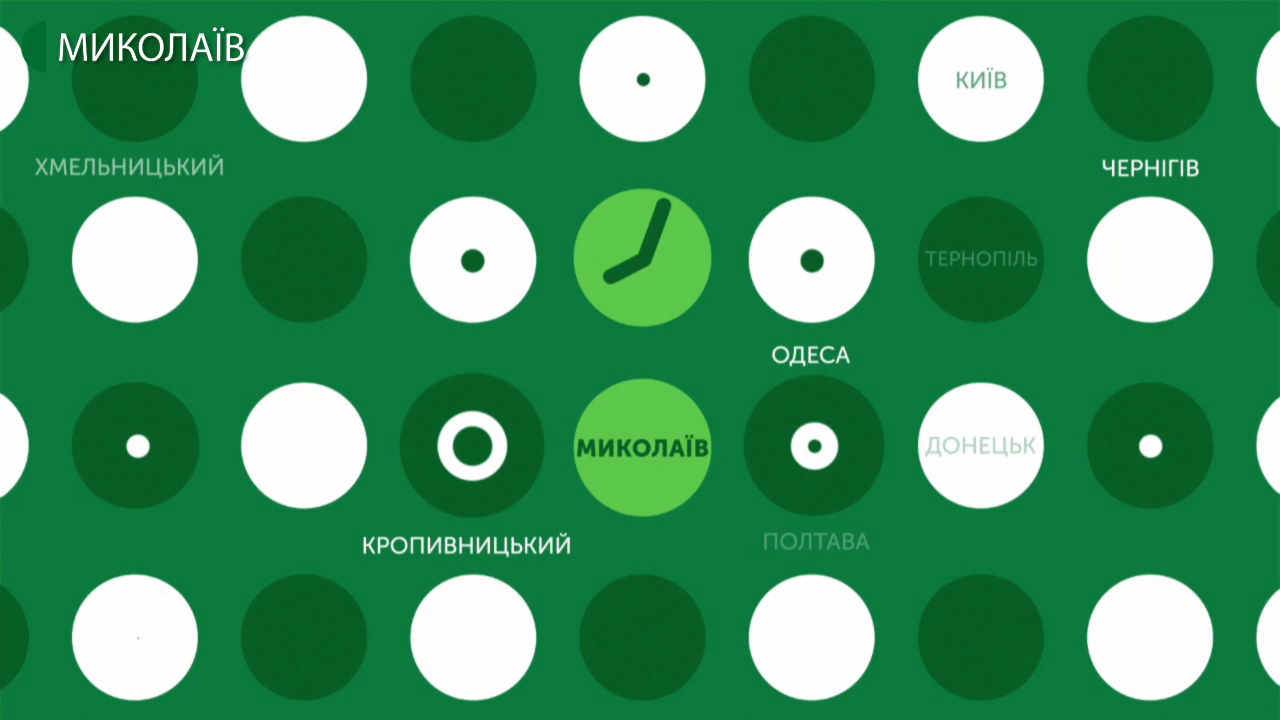 МИКОЛАЇВ
КИЇВ
ХМЕЛЬНИЦЬКИЙ
ЧЕРНІГІВ
ТЕРНОПІЛЬ
ОДЕСА
МИКОЛАЇВ
ДОНЕЦЬК
КРОПИВНИЦЬКИЙ
ПОЛТАВА